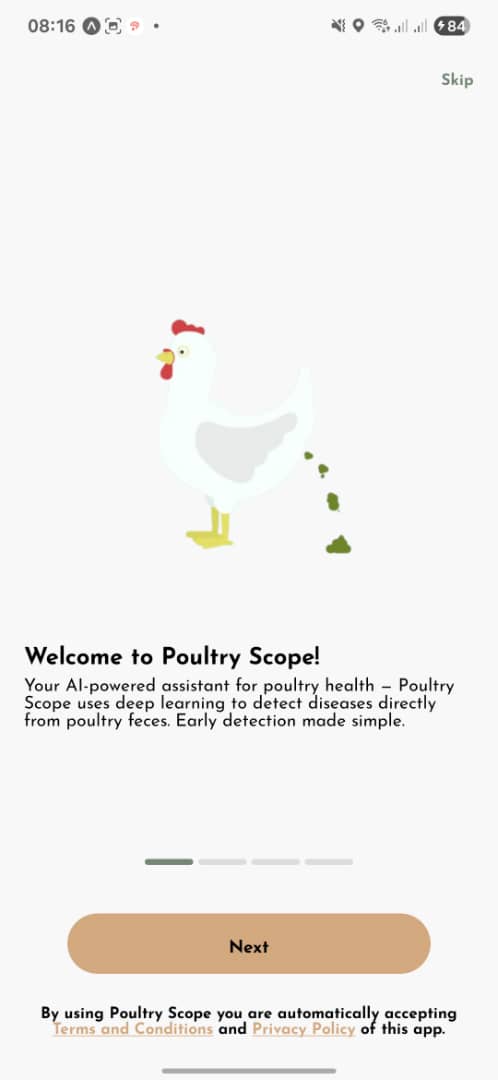 08:16
84
Skip
Welcome to Poultry Scope!
Your AI-powered assistant for poultry health – Poultry
Scope uses deep learning to detect diseases directly
from poultry feces. Early detection made simple.
Next
By using Poultry Scope you are automatically accepting
Terms and Conditions and Privacy Policy of this app.